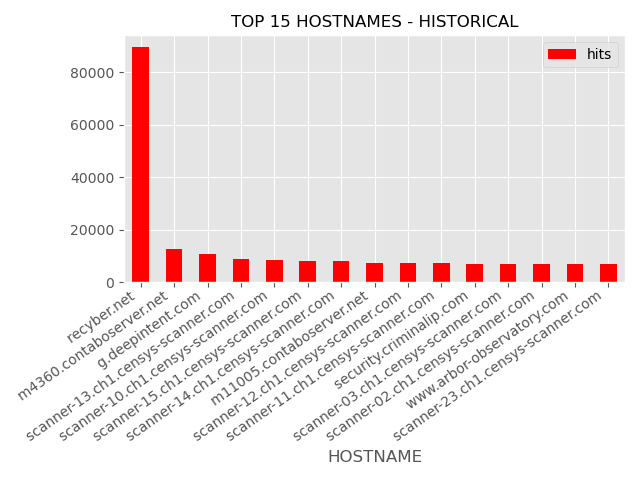 TOP 15 HOSTNAMES - HISTORICAL
hits
80000
60000
40000
20000
0
recyber.net
m4360.contaboserver.net
g.deepintent.com
scanner-13.ch1.censys-scanner.com
scanner-10.ch1.censys-scanner.com
scanner-15.ch1.censys-scanner.com
scanner-14.ch1.censys-scanner.com
m11005.contaboserver.net
scanner-12.ch1.censys-scanner.com
scanner-11.ch1.censys-scanner.com
security.criminalip.com
scanner-03.ch1.censys-scanner.com
scanner-02.ch1.censys-scanner.com
www.arbor-observatory.com
scanner-23.ch1.censys-scanner.com
HOSTNAME